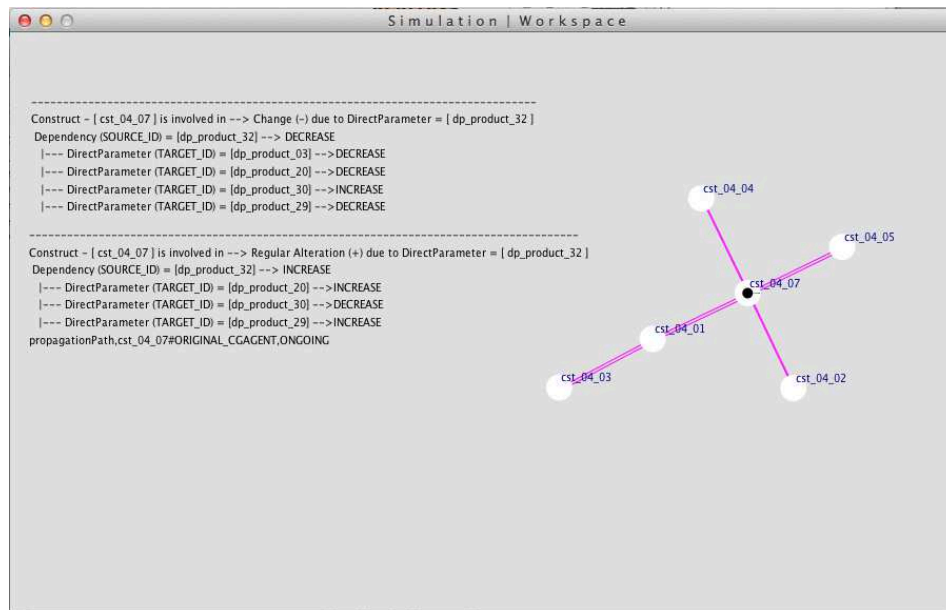 Simulation | Workspace
--------------------------------------------------------------------------------
Construct - [ cst_04_07 ] is involved in --> Change (-) due to DirectParameter = [ dp_product_32 ]
Dependency (SOURCE_ID) = [dp_product_32] --> DECREASE
|--- DirectParameter (TARGET_ID) = [dp_product_03] -->DECREASE
|--- DirectParameter (TARGET_ID) = [dp_product_20] -->DECREASE
|--- DirectParameter (TARGET_ID) = [dp_product_30] -->INCREASE
|--- DirectParameter (TARGET_ID) = [dp_product_29] -->DECREASE
--------------------------------------------------------------------------------------
Construct - [ cst_04_07 ] is involved in --> Regular Alteration (+) due to DirectParameter = [ dp_product_32 ]
Dependency (SOURCE_ID) = [dp_product_32] --> INCREASE
|--- DirectParameter (TARGET_ID) = [dp_product_20] -->INCREASE
|--- DirectParameter (TARGET_ID) = [dp_product_30] -->DECREASE
|--- DirectParameter (TARGET_ID) = [dp_product_29] -->INCREASE
propagationPath,cst_04_07#ORIGINAL_CGAGENT,ONGOING
cst_04_04
cst_04_05
cst_04_07
cst_04_01
cst_04_03
cst_04_02